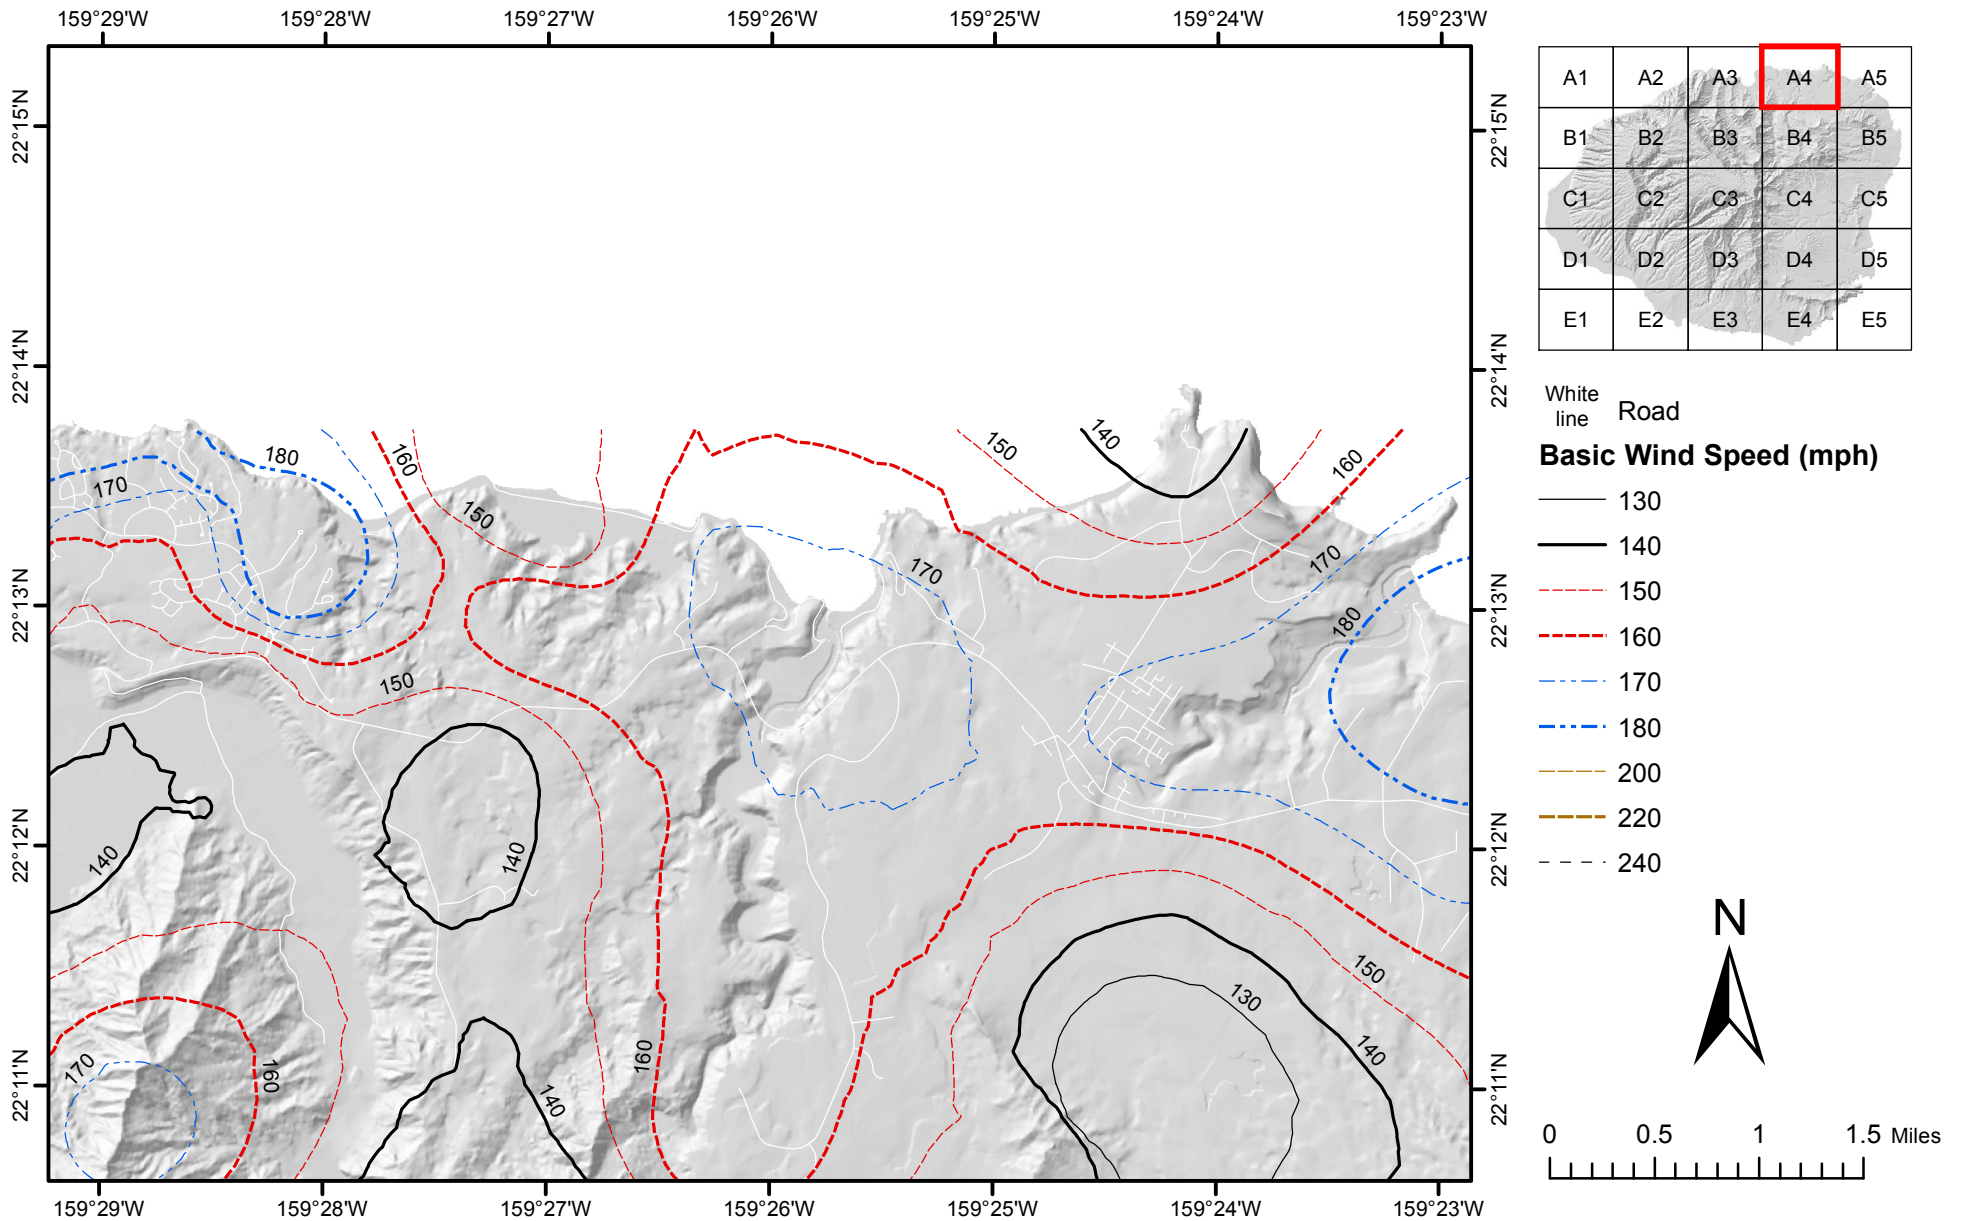 159°29'W 159°28'W 159°27'W 159°26'W 159°25'W 159°24'W 159°23'W
22°15'N
22°14'N
22°13'N
22°12'N
22°11'N
180
170
160
150
150
140
160
170
170
180
150
140
140
130
150
140
170
160
140
160
22°15'N
22°14'N
22°13'N
22°12'N
22°11'N
159°29'W 159°28'W 159°27'W 159°26'W 159°25'W 159°24'W 159°23'W
A1 A2 A3 A4 A5
B1 B2 B3 B4 B5
C1 C2 C3 C4 C5
D1 D2 D3 D4 D5
E1 E2 E3 E4 E5
White
line Road
Basic Wind Speed (mph)
130
140
150
160
170
180
200
220
240
N
0 0.5 1 1.5 Miles